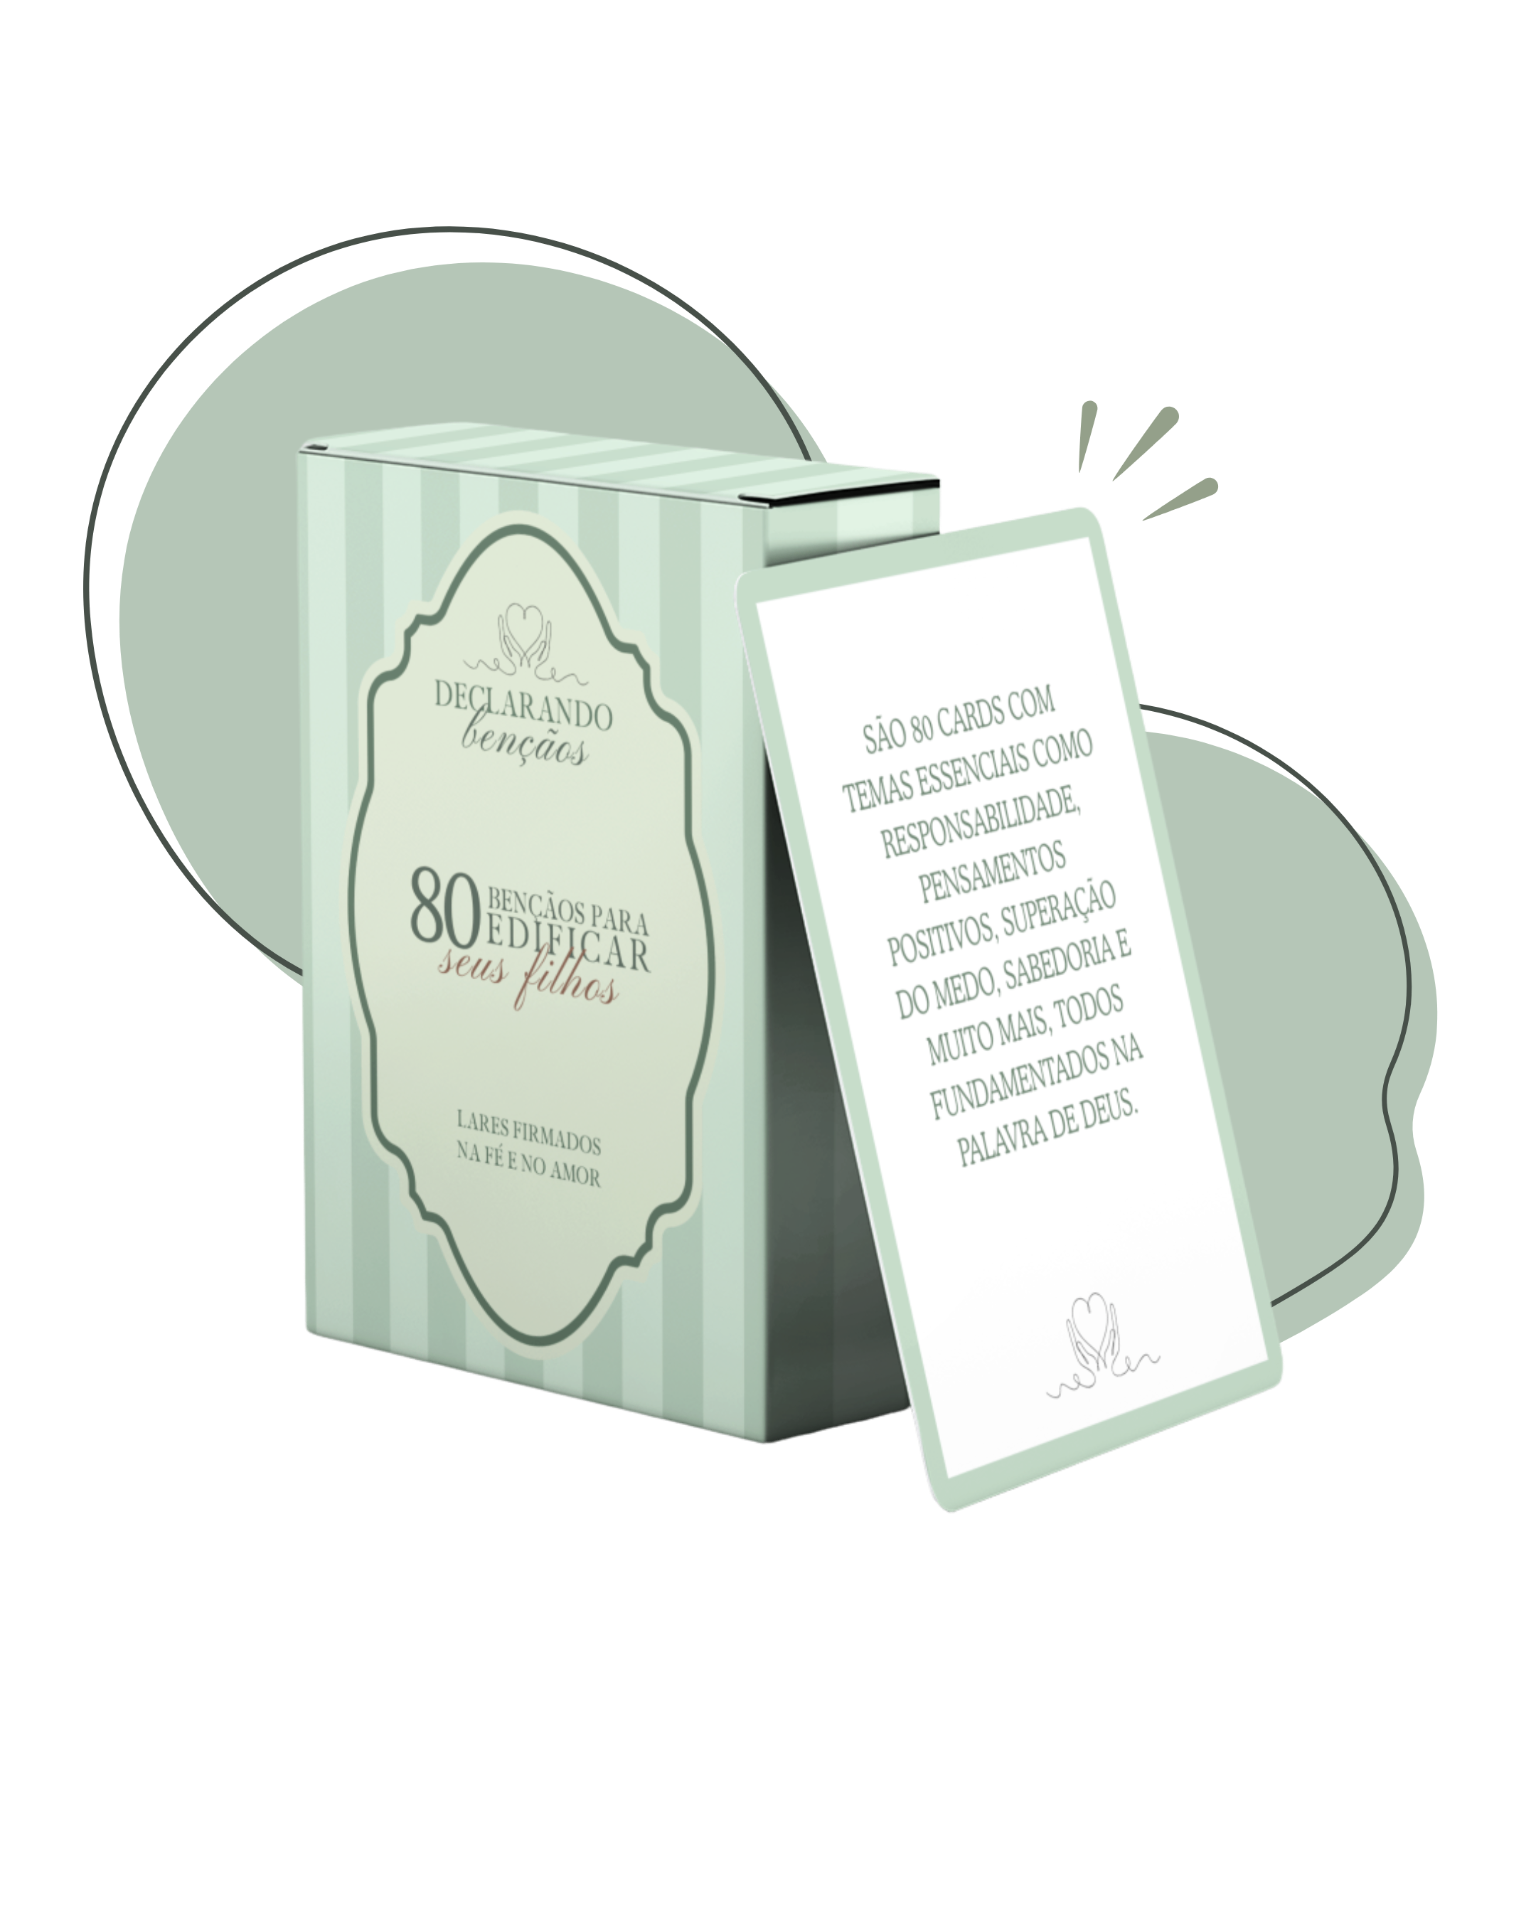 DECLARANDO
bençãos
80 BENÇÃOS PARA
EDIFICAR
seus filhos
LARES FIRMADOS
NA FÉ E NO AMOR
SÃO 80 CARDS COM
TEMAS ESSENCIAIS COMO
RESPONSABILIDADE,
PENSAMENTOS
POSITIVOS, SUPERAÇÃO
DO MEDO, SABEDORIA E
MUITO MAIS, TODOS
FUNDAMENTADOS NA
PALAVRA DE DEUS.